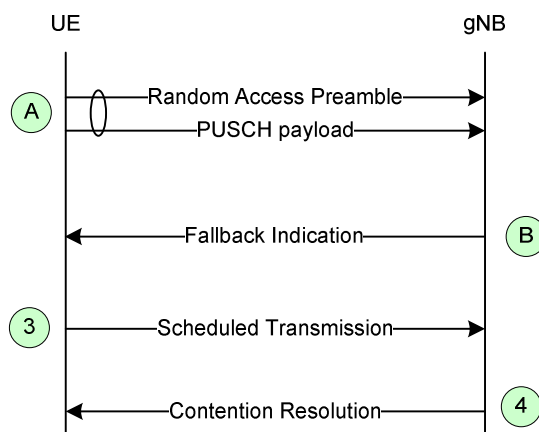 UE gNB
A Random Access Preamble
PUSCH payload
Fallback Indication B
3 Scheduled Transmission
Contention Resolution 4